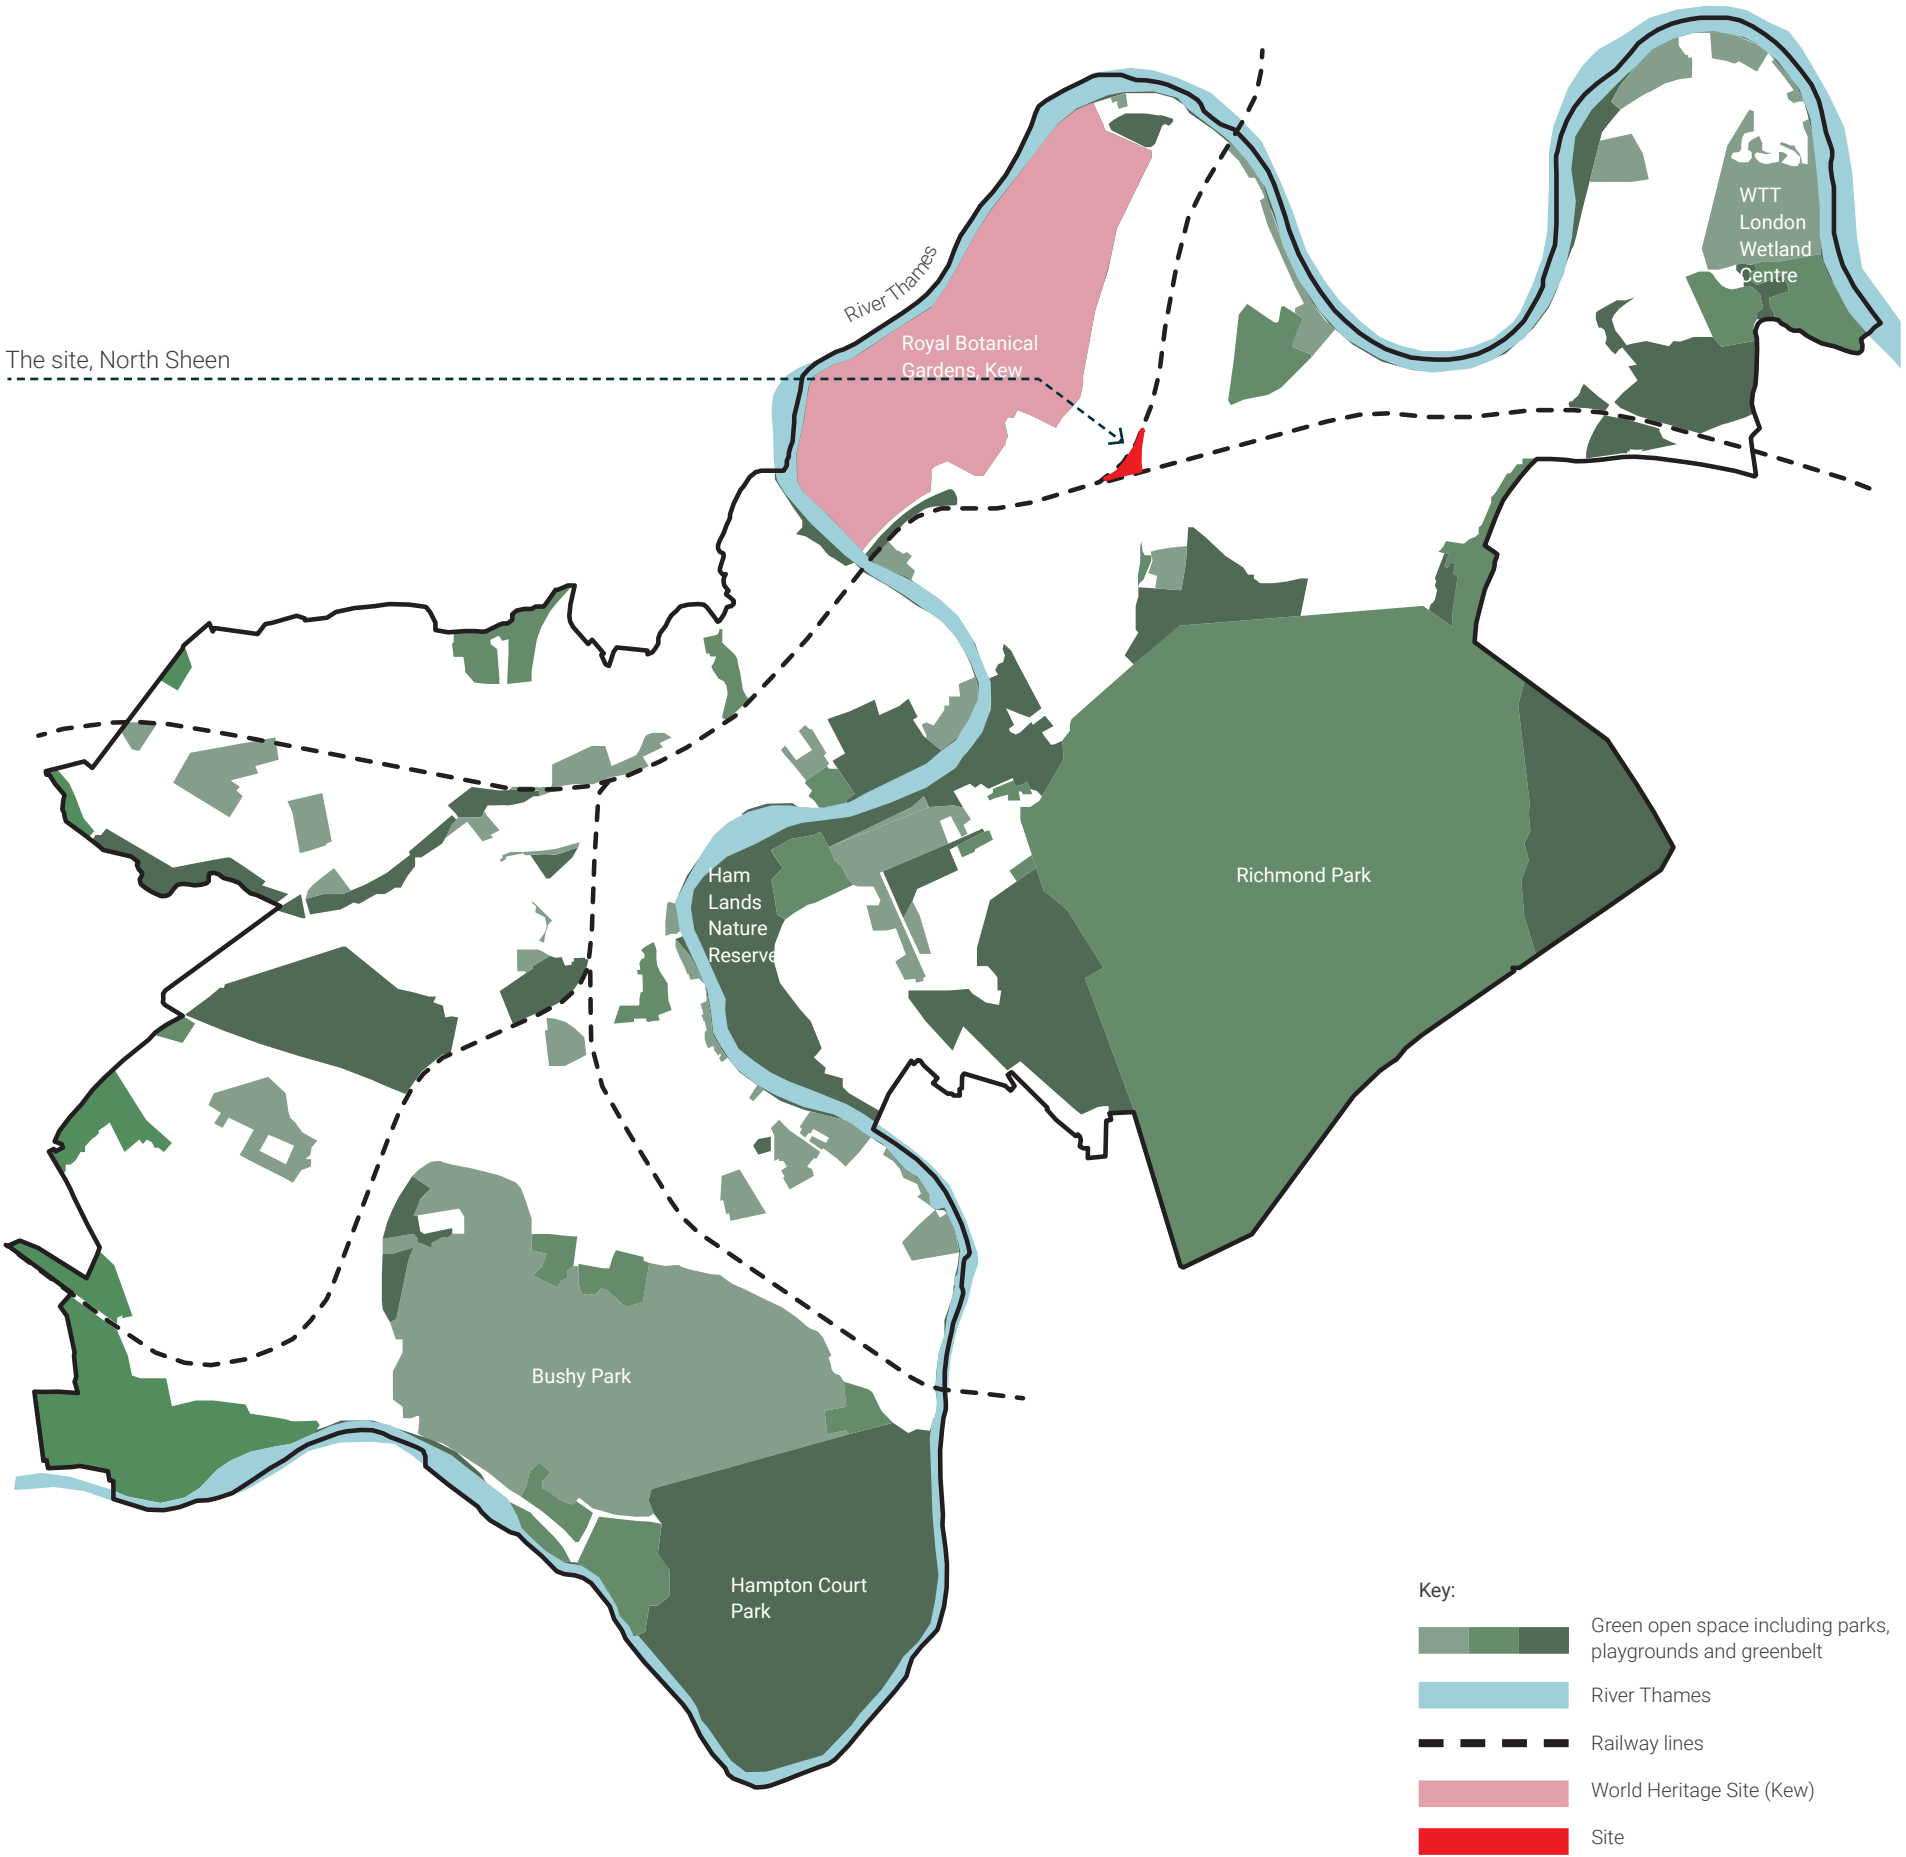 WTT
London
Wetland
Centre
River Thames
Royal Botanical
Gardens, Kew
The site, North Sheen
Ham
Lands
Nature
Reserve
Richmond Park
Bushy Park
Hampton Court
Park
Key:
Green open space including parks,
playgrounds and greenbelt
River Thames
Railway lines
World Heritage Site (Kew)
Site